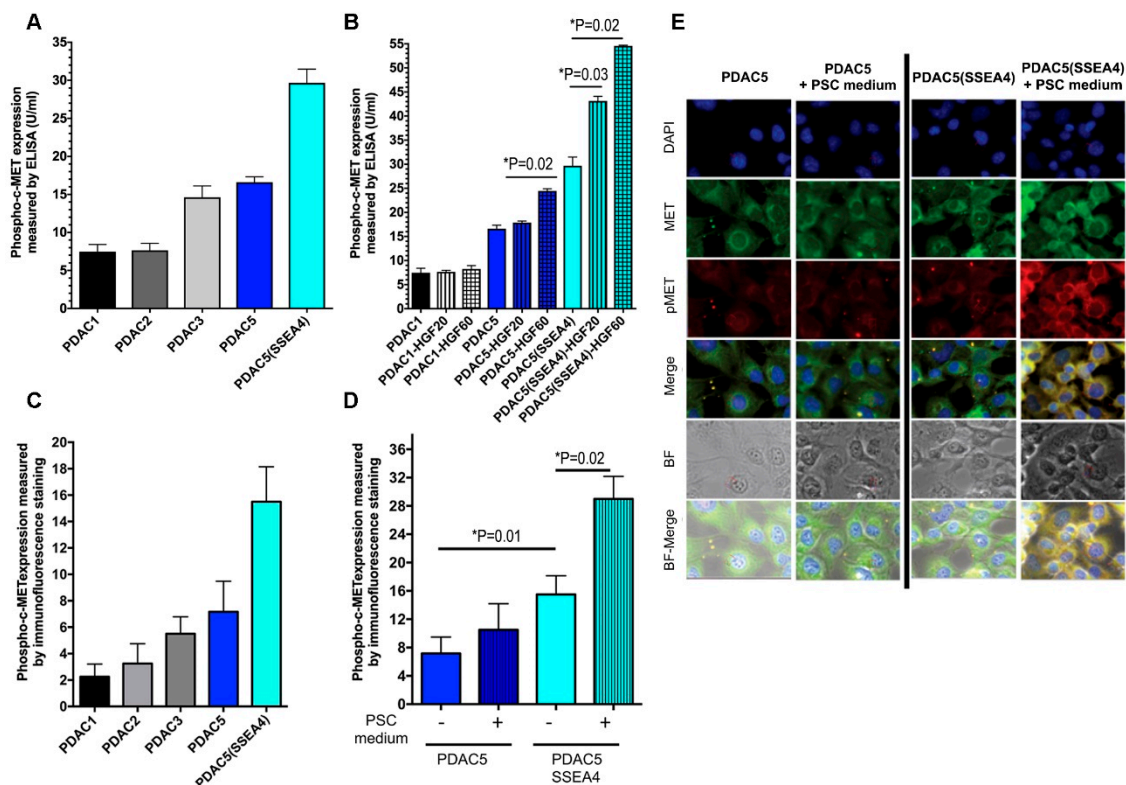 A
Phospho-c-MET expression
measured by ELISA (U/ml)
35
30
25
20
15
10
5
0
PDAC1
PDAC2
PDAC3
PDAC5
PDAC5(SSEA4)
B
Phospho-c-MET expression
measured by ELISA (U/ml)
55
50
45
40
35
30
25
20
15
10
5
0
*P=0.02
*P=0.03
*P=0.02
PDAC1
PDAC1-HGF20
PDAC1-HGF60
PDAC5
PDAC5-HGF20
PDAC5-HGF60
PDAC5(SSEA4)
PDAC5(SSEA4)-HGF20
PDAC5(SSEA4)-HGF60
C
Phospho-c-METexpression measured
by immunofluorescence staining
20
18
16
14
12
10
8
6
4
2
0
PDAC1
PDAC2
PDAC3
PDAC5
PDAC5(SSEA4)
D
Phospho-c-METexpression measured
by immunofluorescence staining
36
32
28
24
20
16
12
8
4
0
*P=0.02
*P=0.01
PSC
medium
- + - +
PDAC5
PDAC5
SSEA4
E
PDAC5
PDAC5
+ PSC medium
PDAC5(SSEA4)
PDAC5(SSEA4)
+ PSC medium
DAPI
MET
pMET
Merge
BF
BF-Merge